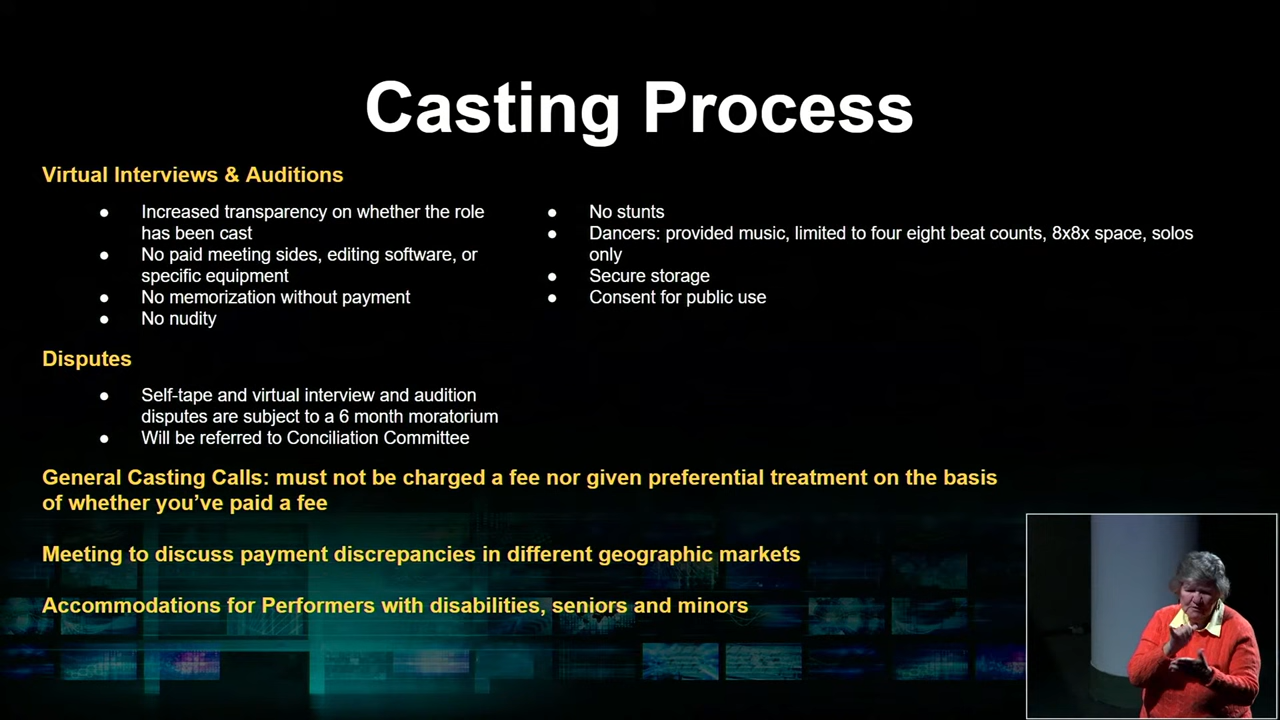 Casting Process
Virtual Interviews & Auditions
● Increased transparency on whether the role
has been cast
● No paid meeting sides, editing software, or
specific equipment
● No memorization without payment
● No nudity
● No stunts
● Dancers: provided music, limited to four eight beat counts, 8x8x space, solos
only
● Secure storage
● Consent for public use
Disputes
● Self-tape and virtual interview and audition
disputes are subject to a 6 month moratorium
● Will be referred to Conciliation Committee
General Casting Calls: must not be charged a fee nor given preferential treatment on the basis
of whether you’ve paid a fee
Meeting to discuss payment discrepancies in different geographic markets
Accommodations for Performers with disabilities, seniors and minors